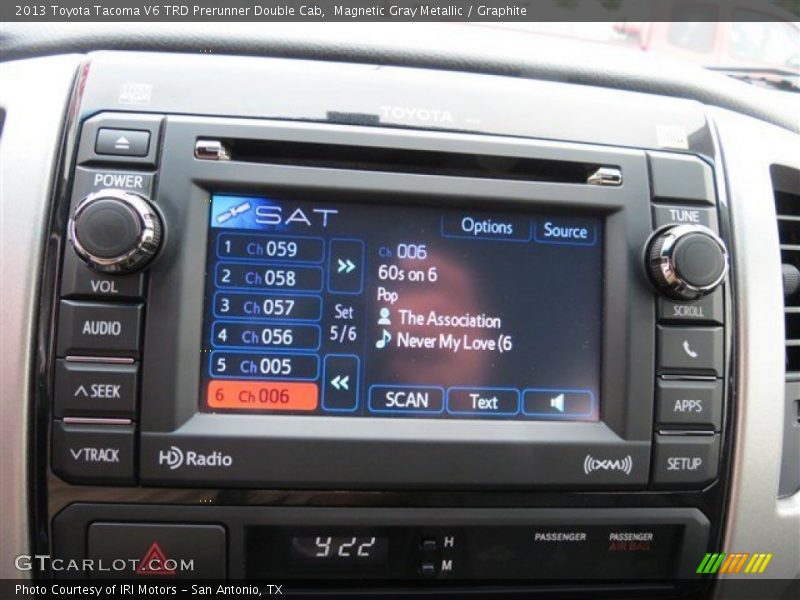 2013 Toyota Tacoma V6 TRD Prerunner Double Cab,  Magnetic Gray Metallic / Graphite
TOYOTA
POWER
VOL
AUDIO
∧SEEK
∨TRACK
SAT
Options
Source
1 Ch 059
2 Ch 058
3 Ch 057
4 Ch 056
5 Ch 005
6 Ch 006
»
Set
5/6
«
Ch 006
60s on 6
Pop
The Association
Never My Love (6
SCAN
Text
HD Radio
((XM))
TUNE
SCROLL
APPS
SETUP
9:22
H
M
PASSENGER
PASSENGER
AIR BAG
GTCARLOT.COM
Photo Courtesy of IRI Motors - San Antonio, TX